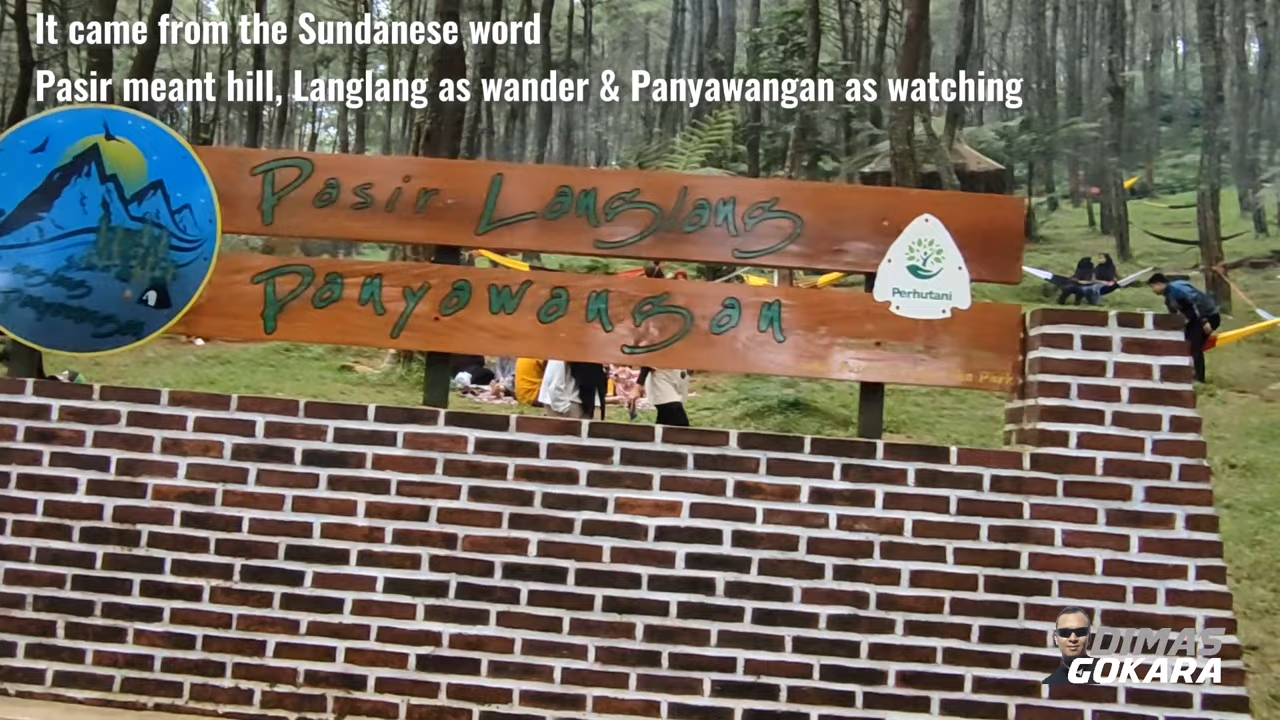 It came from the Sundanese word
Pasir meant hill, Langlang as wander & Panyawangan as watching
Pasir Langlang
Panyawangan
Perhutani
DIMAS
GOKARA